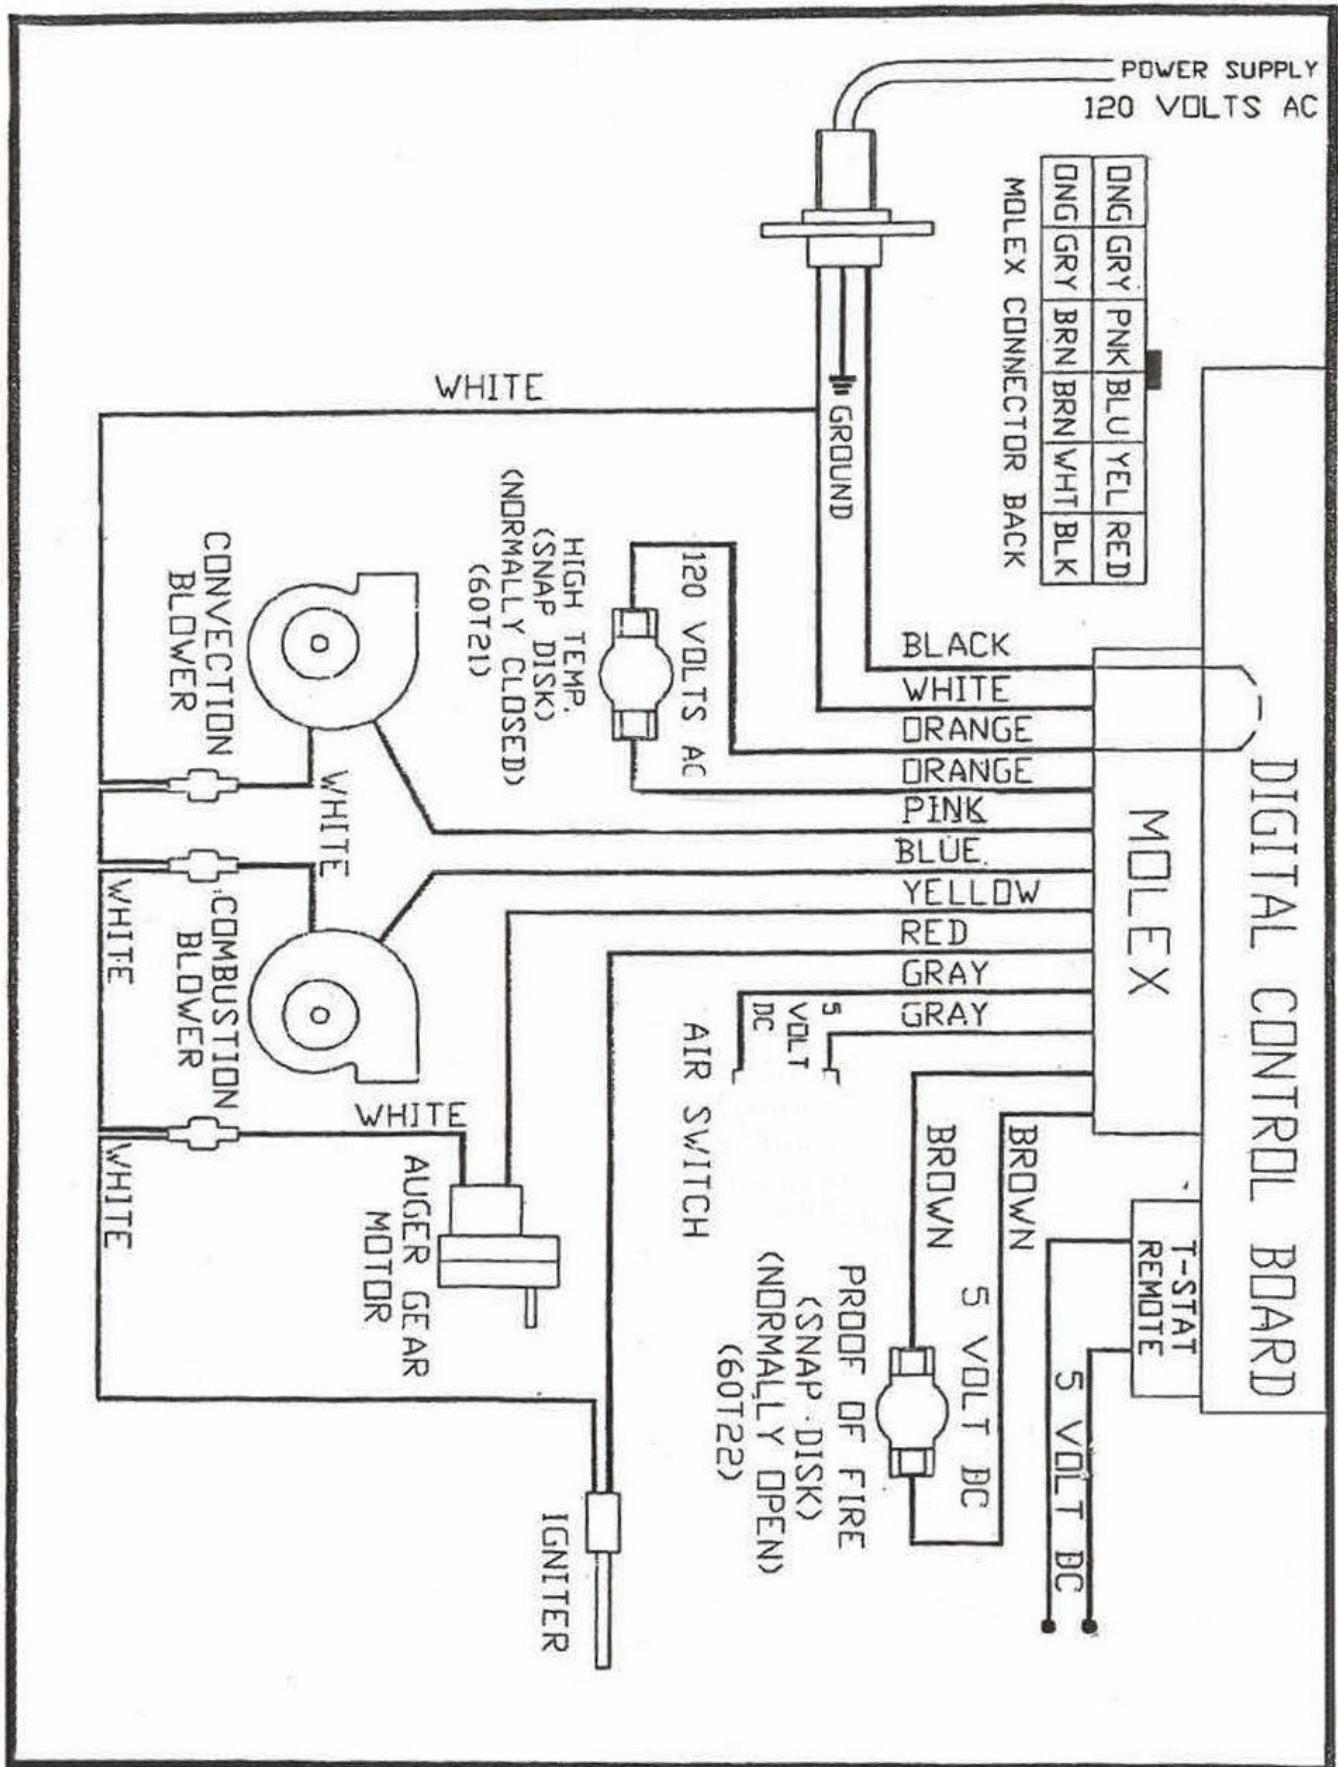 POWER SUPPLY
120 VOLTS AC
ONG GRY PNK BLU YEL RED
ONG GRY BRN BRN WHT BLK
MOLEX CONNECTOR BACK
GROUND
WHITE
BLACK
WHITE
ORANGE
ORANGE
PINK
BLUE
YELLOW
RED
GRAY
GRAY
MOLEX
DIGITAL CONTROL BOARD
120 VOLTS AC
HIGH TEMP.
(SNAP DISK)
(NORMALLY CLOSED)
(60T21)
CONVECTION
BLOWER
WHITE
COMBUSTION
BLOWER
WHITE
WHITE
WHITE
AUGER GEAR
MOTOR
5
VOLT
DC
AIR SWITCH
BROWN
BROWN
5 VOLT DC
PROOF OF FIRE
(SNAP DISK)
(NORMALLY OPEN)
(60T22)
T-STAT
REMOTE
5 VOLT DC
IGNITER